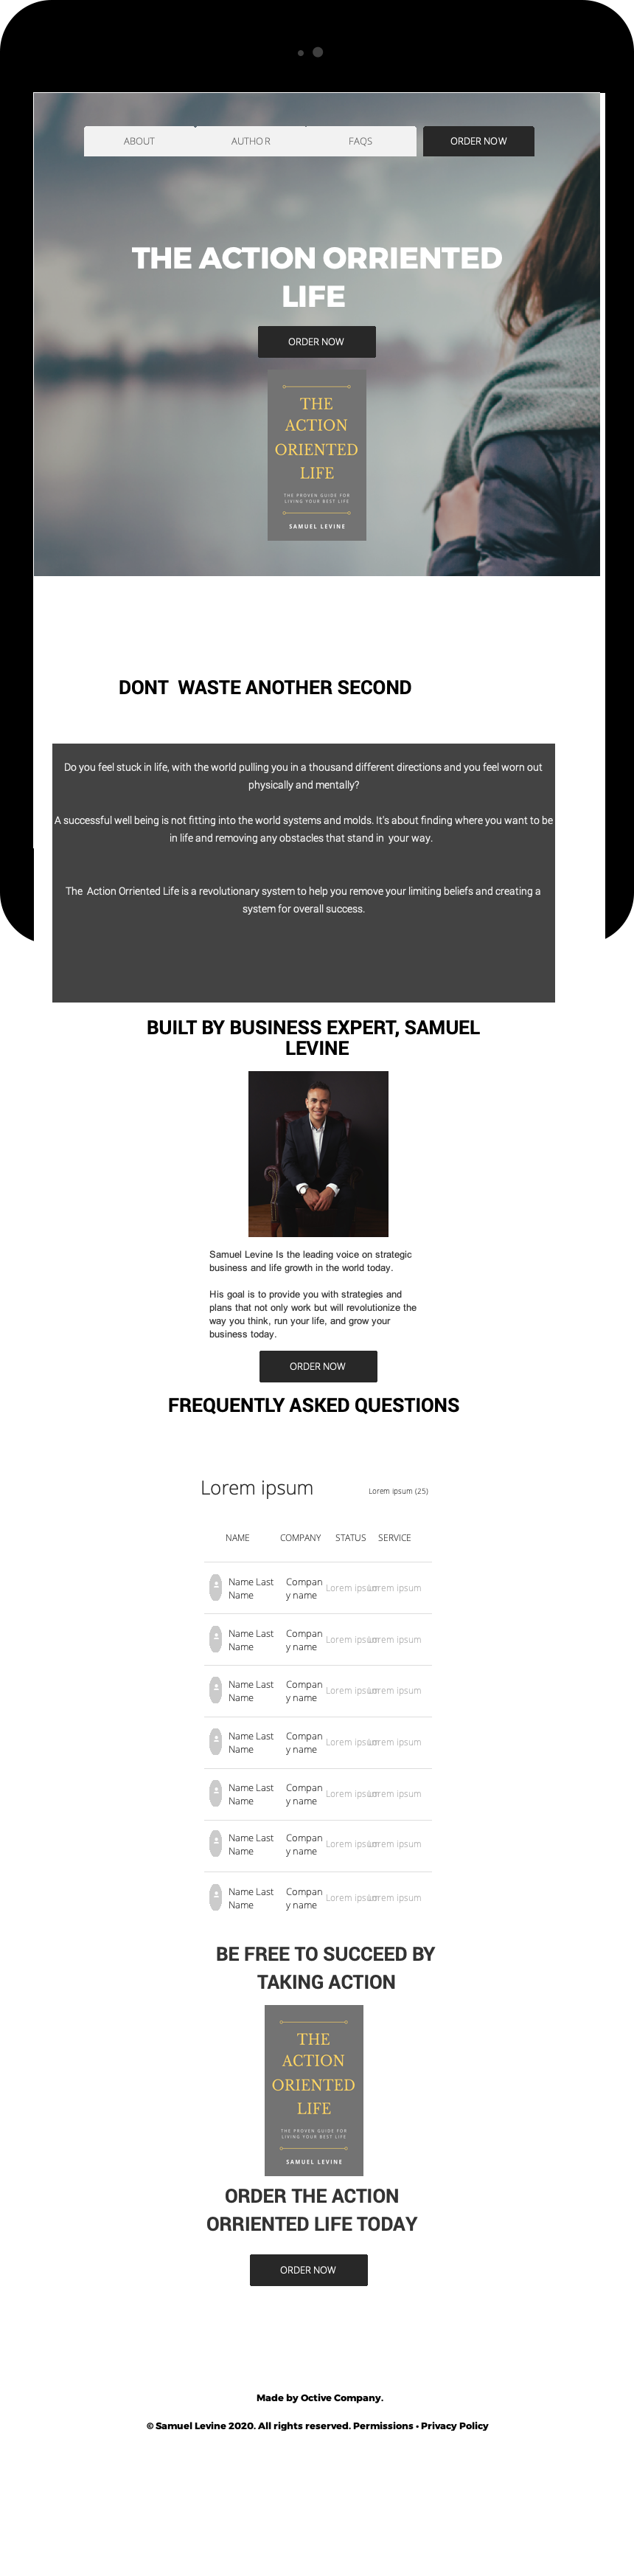 ABOUT
AUTHOR
FAQS
ORDER NOW
THE ACTION ORRIENTED
LIFE
ORDER NOW
THE
ACTION
ORIENTED
LIFE
THE PROVEN GUIDE FOR
LIVING YOUR BEST LIFE
SAMUEL LEVINE
DONT WASTE ANOTHER SECOND
Do you feel stuck in life, with the world pulling you in a thousand different directions and you feel worn out
physically and mentally?
A successful well being is not fitting into the world systems and molds. It's about finding where you want to be
in life and removing any obstacles that stand in your way.
The Action Orriented Life is a revolutionary system to help you remove your limiting beliefs and creating a
system for overall success.
BUILT BY BUSINESS EXPERT, SAMUEL
LEVINE
Samuel Levine Is the leading voice on strategic
business and life growth in the world today.
His goal is to provide you with strategies and
plans that not only work but will revolutionize the
way you think, run your life, and grow your
business today.
ORDER NOW
FREQUENTLY ASKED QUESTIONS
Lorem ipsum
Lorem ipsum (25)
NAME COMPANY STATUS SERVICE
Name Last Compan
Name y name Lorem ipsum Lorem ipsum
Name Last Compan
Name y name Lorem ipsum Lorem ipsum
Name Last Compan
Name y name Lorem ipsum Lorem ipsum
Name Last Compan
Name y name Lorem ipsum Lorem ipsum
Name Last Compan
Name y name Lorem ipsum Lorem ipsum
Name Last Compan
Name y name Lorem ipsum Lorem ipsum
Name Last Compan
Name y name Lorem ipsum Lorem ipsum
BE FREE TO SUCCEED BY
TAKING ACTION
THE
ACTION
ORIENTED
LIFE
THE PROVEN GUIDE FOR
LIVING YOUR BEST LIFE
SAMUEL LEVINE
ORDER THE ACTION
ORRIENTED LIFE TODAY
ORDER NOW
Made by Octive Company.
© Samuel Levine 2020. All rights reserved. Permissions • Privacy Policy